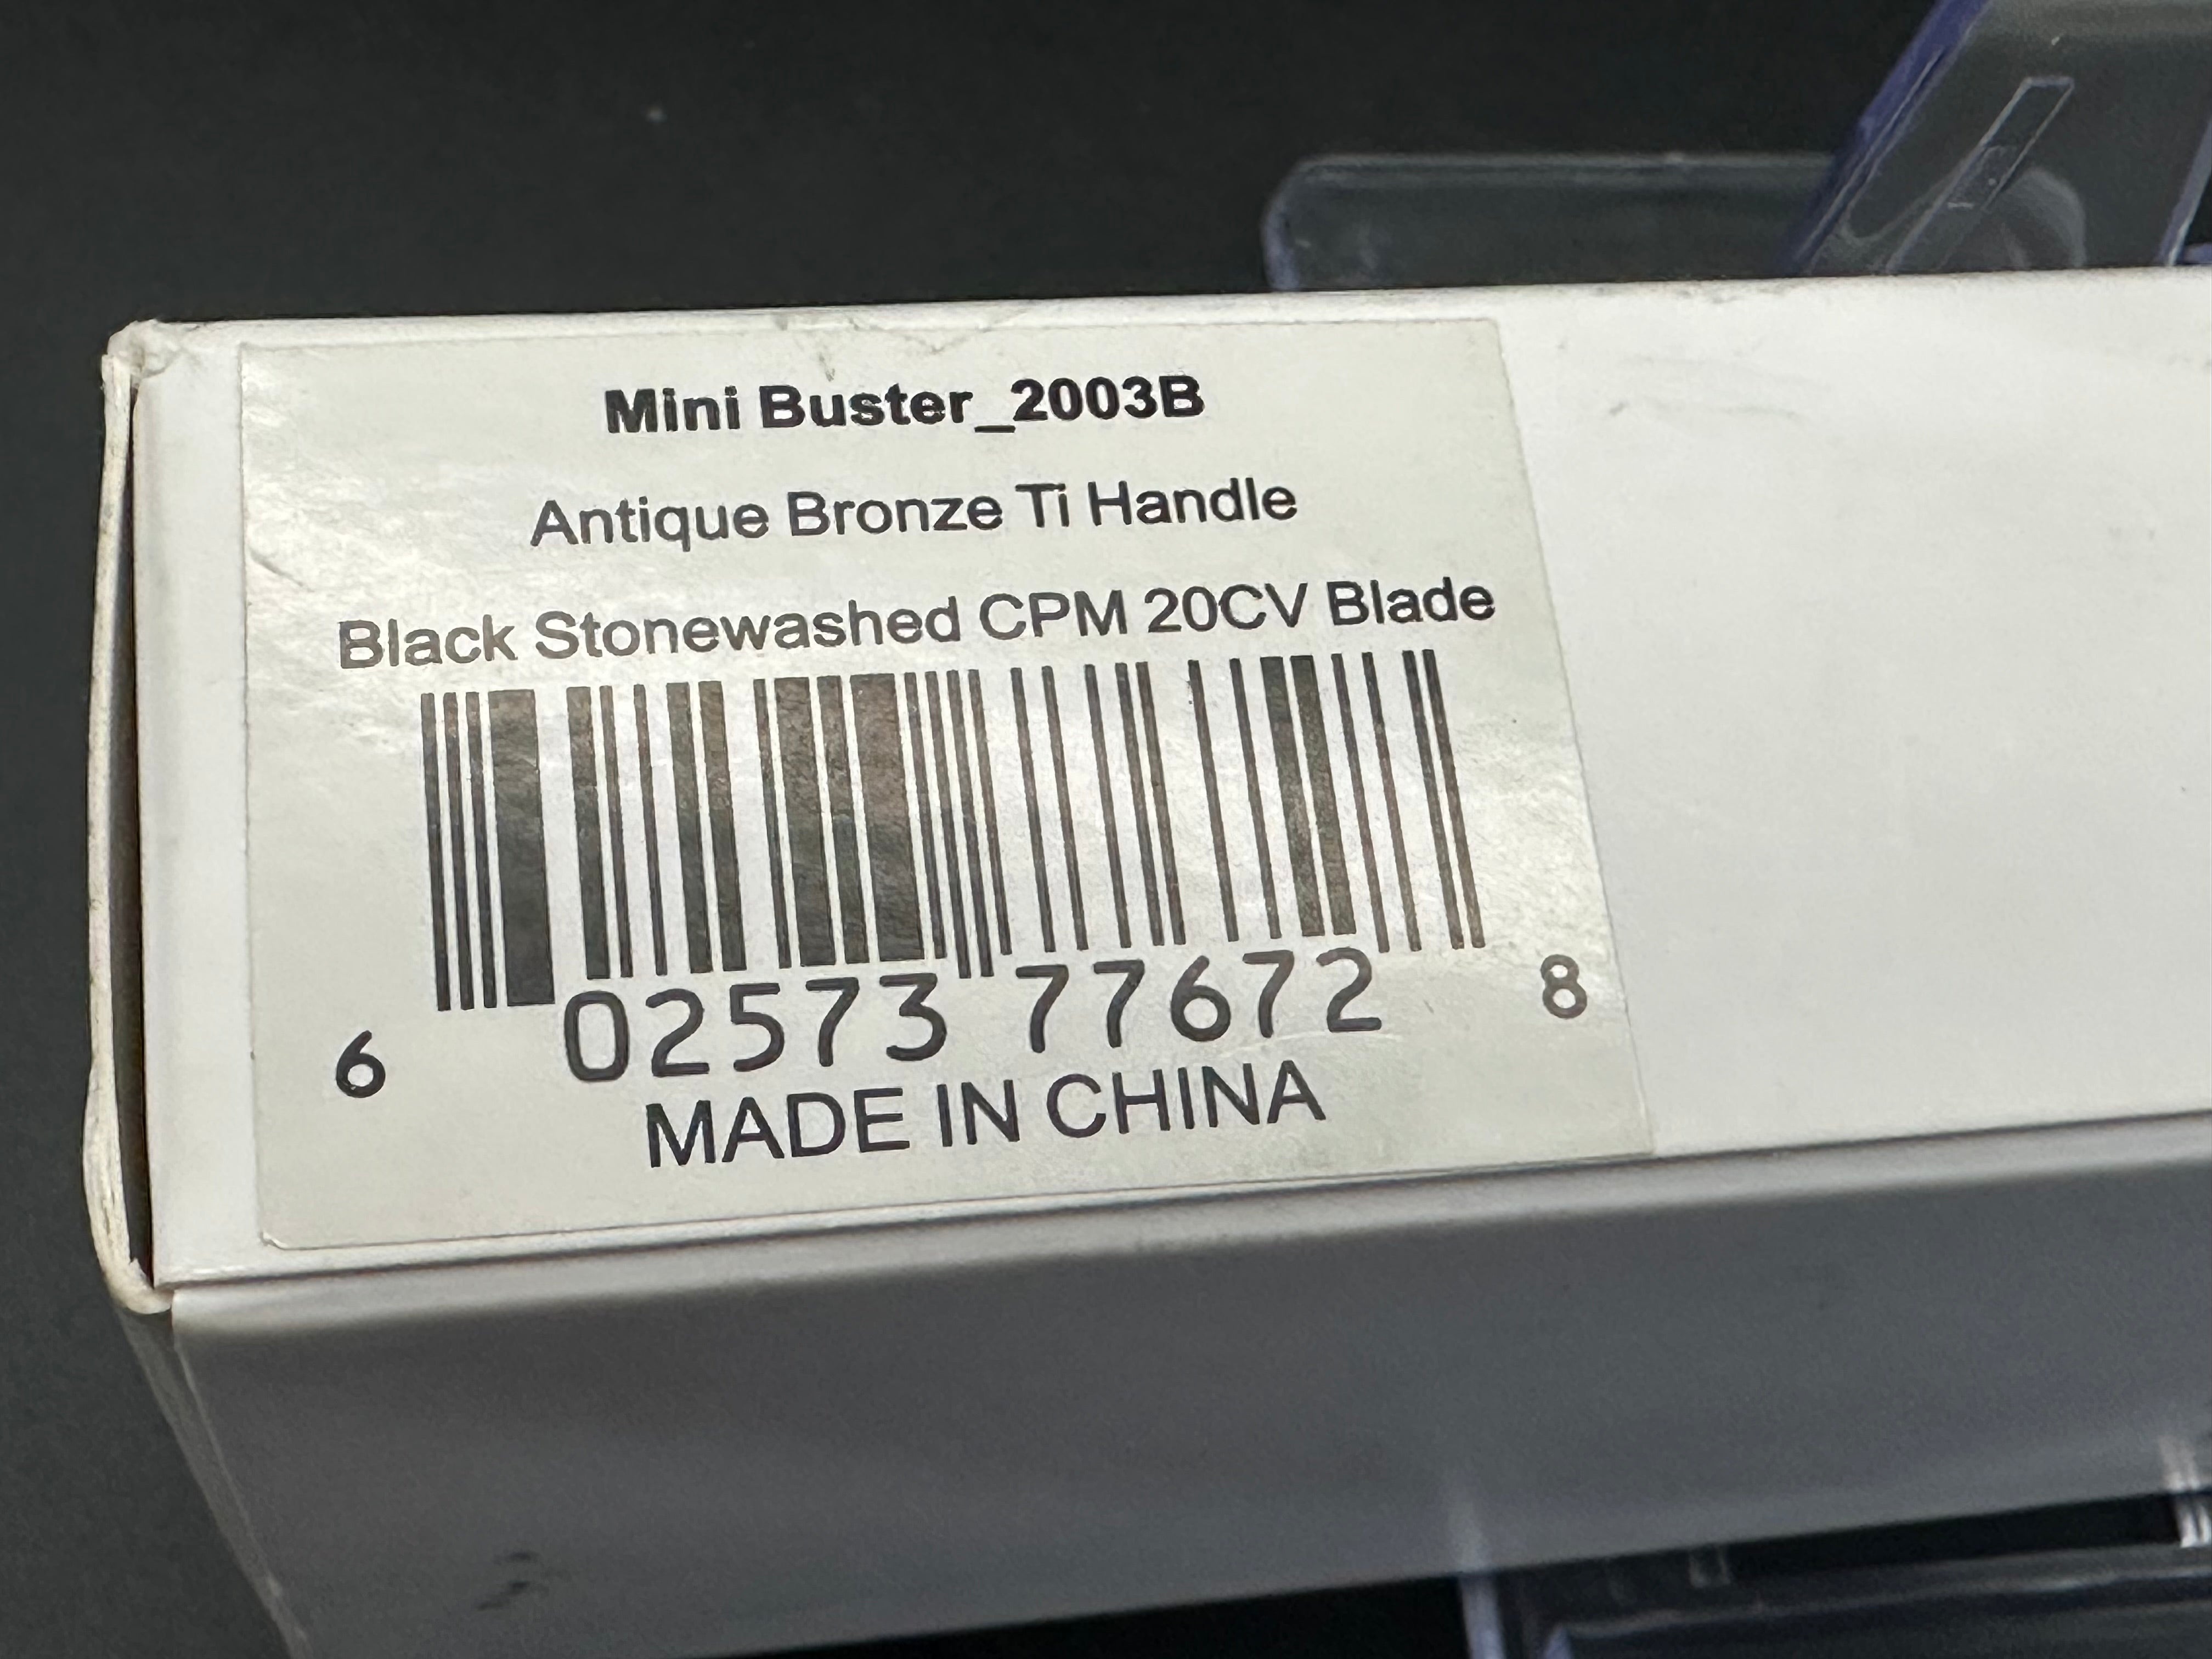 Mini Buster_2003B
Antique Bronze Ti Handle
Black Stonewashed CPM 20CV Blade
6 02573 77672 8
MADE IN CHINA